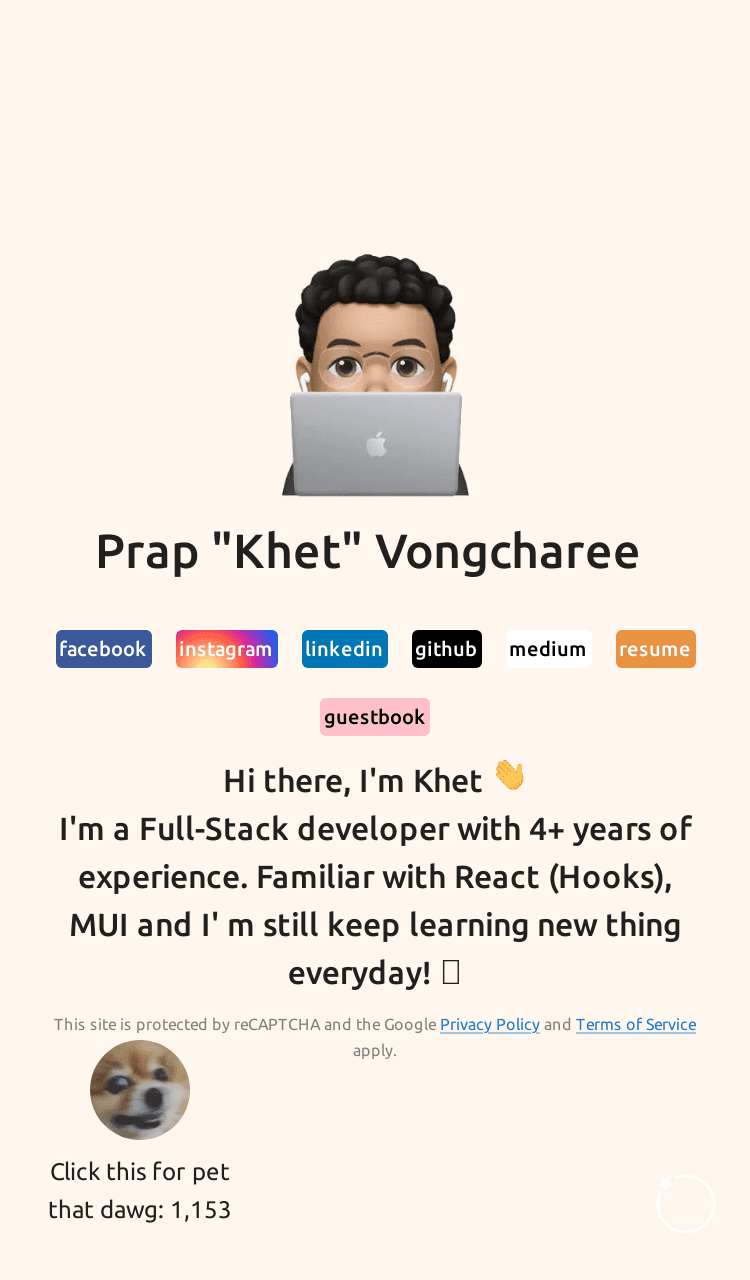 Prap "Khet" Vongcharee
facebook instagram linkedin github medium resume
guestbook
Hi there, I'm Khet 👋
I'm a Full-Stack developer with 4+ years of
experience. Familiar with React (Hooks),
MUI and I' m still keep learning new thing
everyday!
This site is protected by reCAPTCHA and the Google Privacy Policy and Terms of Service
apply.
Click this for pet
that dawg: 1,153